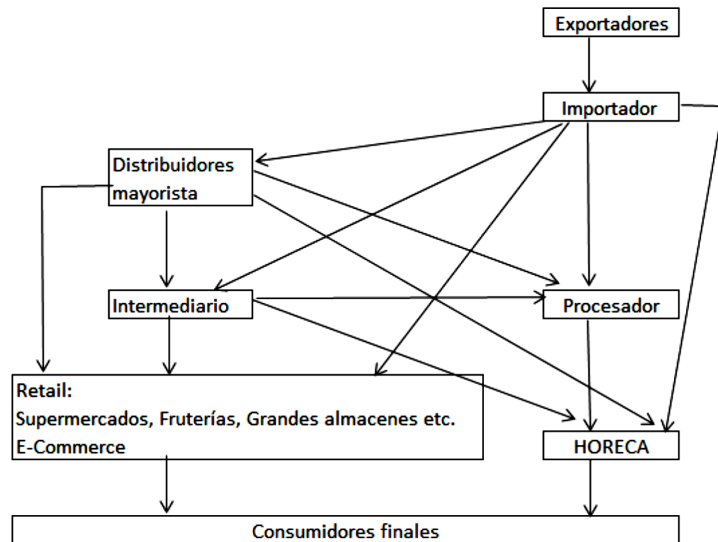 Exportadores
Importador
Distribuidores
mayorista
Intermediario
Procesador
Retail:
Supermercados, Fruterías, Grandes almacenes etc.
E-Commerce
HORECA
Consumidores finales